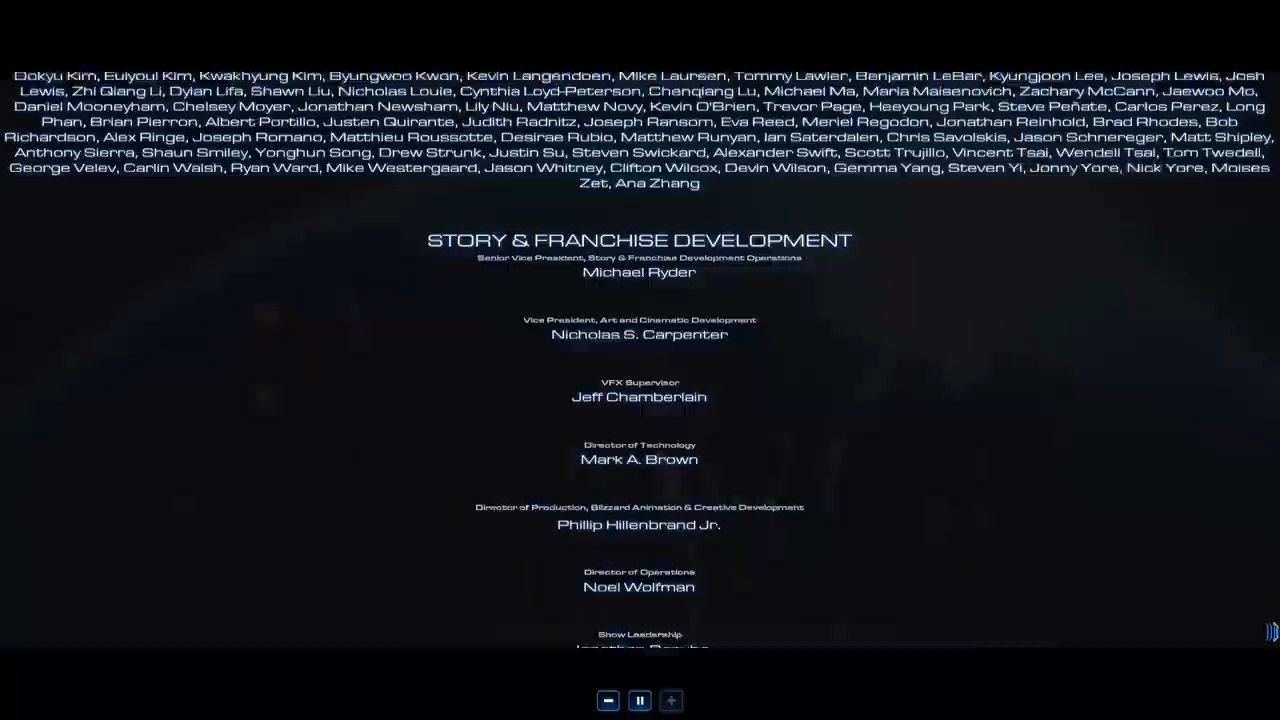 Dokyu Kim, Eulyoul Kim, Kwakhyung Kim, Byungwoo Kwon, Kevin Langendoen, Mike Laursen, Tommy Lawler, Benjamin LeBar, Kyungjoon Lee, Joseph Lewis, Josh
Lewis, Zhi Qiang Li, Dylan Lifa, Shawn Liu, Nicholas Louie, Cynthia Loyd-Peterson, Chenqiang Lu, Michael Ma, Maria Maisenovich, Zachary McCann, Jaewoo Mo,
Daniel Mooneyham, Chelsey Moyer, Jonathan Newsham, Lily Niu, Matthew Novy, Kevin O'Brien, Trevor Page, Heeyoung Park, Steve Peñate, Carlos Perez, Long
Phan, Brian Pierron, Albert Portillo, Justen Quirante, Judith Radnitz, Joseph Ransom, Eva Reed, Meriel Regodon, Jonathan Reinhold, Brad Rhodes, Bob
Richardson, Alex Ringe, Joseph Romano, Matthieu Roussotte, Desirae Rubio, Matthew Runyan, Ian Saterdalen, Chris Savolskis, Jason Schnereger, Matt Shipley,
Anthony Sierra, Shaun Smiley, Yonghun Song, Drew Strunk, Justin Su, Steven Swickard, Alexander Swift, Scott Trujillo, Vincent Tsai, Wendell Tsai, Tom Twedell,
George Velev, Carlin Walsh, Ryan Ward, Mike Westergaard, Jason Whitney, Clifton Wilcox, Devin Wilson, Gemma Yang, Steven Yi, Jonny Yore, Nick Yore, Moises
Zet, Ana Zhang
STORY & FRANCHISE DEVELOPMENT
Senior Vice President, Story & Franchise Development Operations
Michael Ryder
Vice President, Art and Cinematic Development
Nicholas S. Carpenter
VFX Supervisor
Jeff Chamberlain
Director of Technology
Mark A. Brown
Director of Production, Blizzard Animation & Creative Development
Phillip Hillenbrand Jr.
Director of Operations
Noel Wolfman
Show Leadership